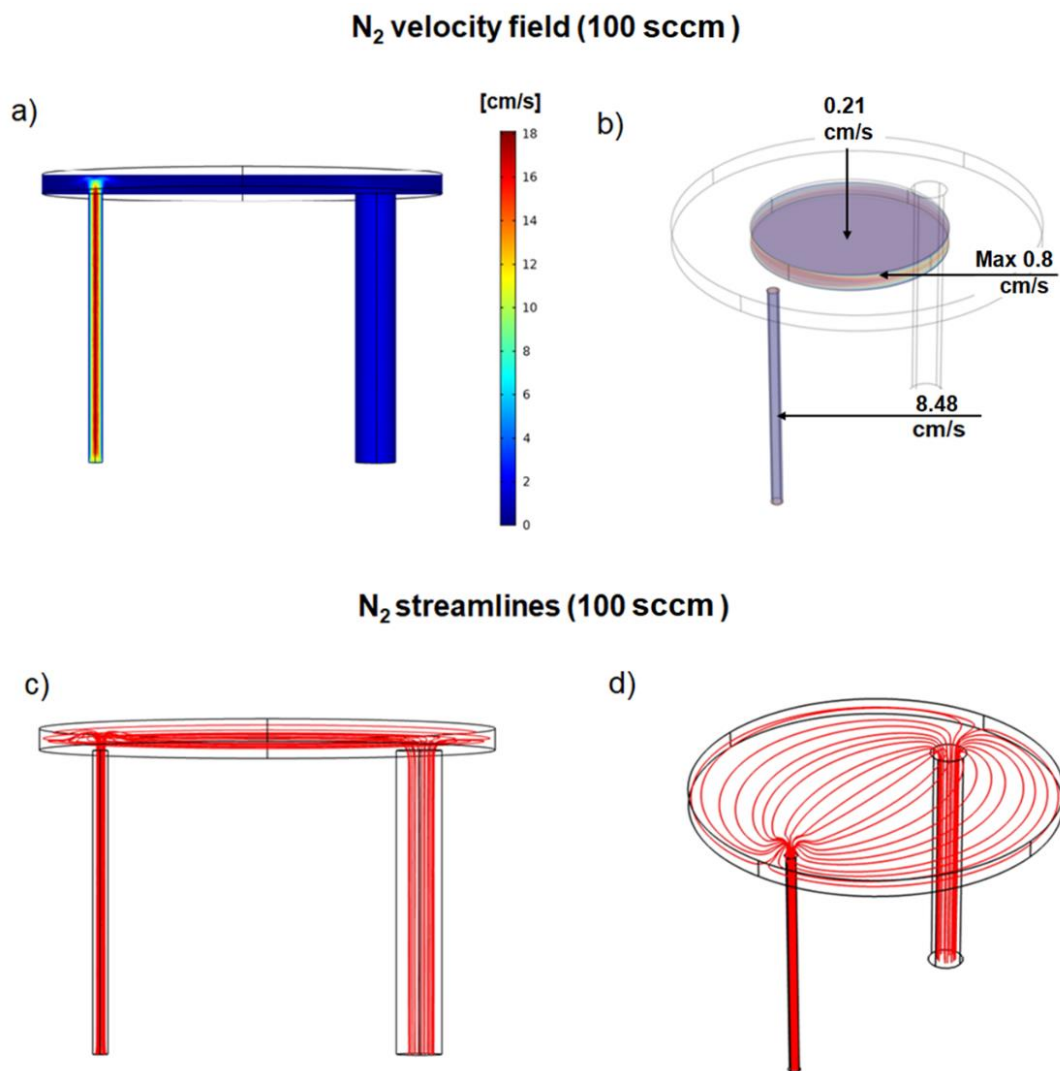 N₂ velocity field (100 sccm)
a)
[cm/s]
18
16
14
12
10
8
6
4
2
0
b)
0.21
cm/s
Max 0.8
cm/s
8.48
cm/s
N₂ streamlines (100 sccm)
c)
d)